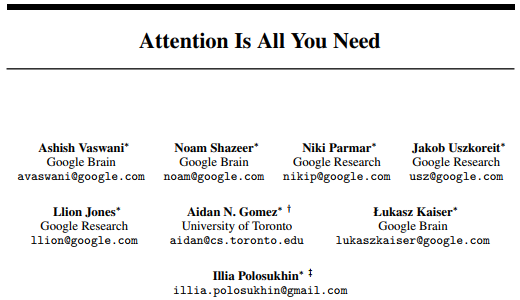 Attention Is All You Need
Ashish Vaswani* Noam Shazeer* Niki Parmar* Jakob Uszkoreit*
Google Brain Google Brain Google Research Google Research
avaswani@google.com noam@google.com nikip@google.com usz@google.com
Llion Jones* Aidan N. Gomez* † Łukasz Kaiser*
Google Research University of Toronto Google Brain
llion@google.com aidan@cs.toronto.edu lukaszkaiser@google.com
Illia Polosukhin* ‡
illia.polosukhin@gmail.com